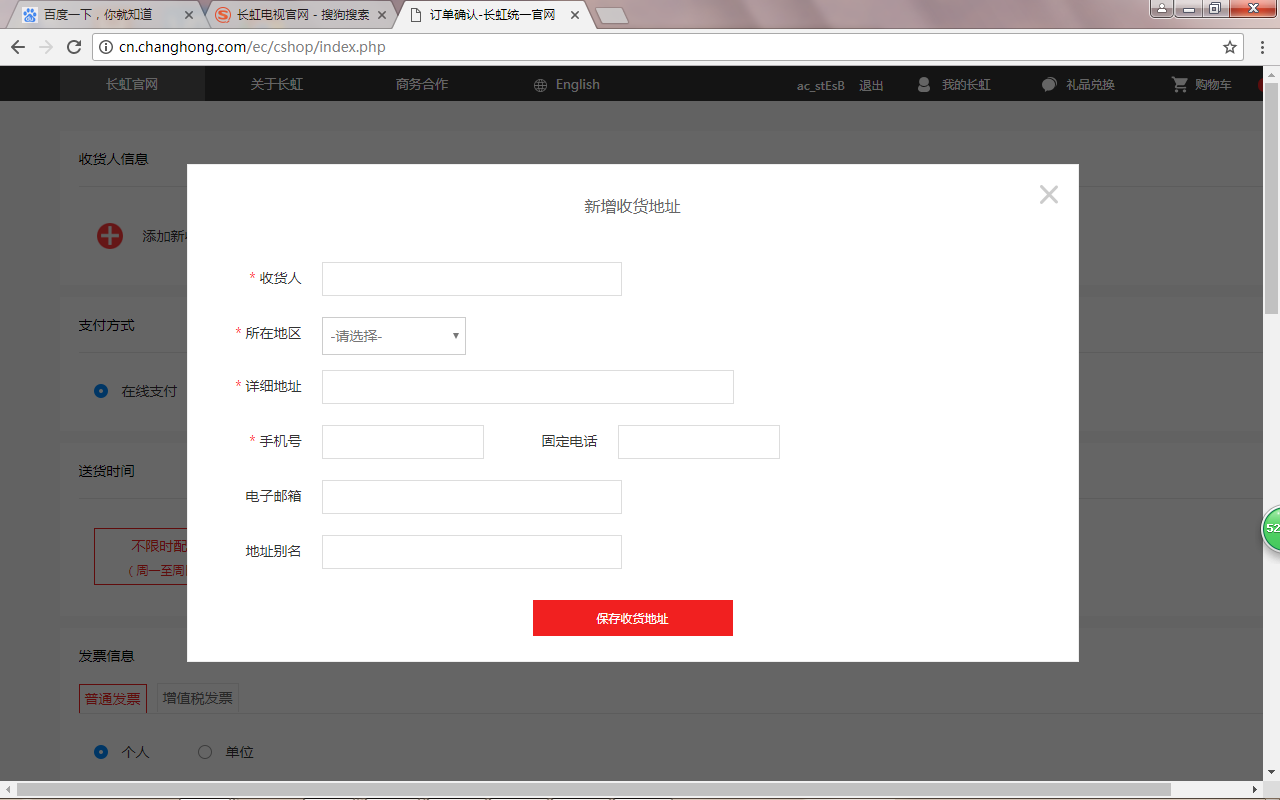 百度一下，你就知道
长虹电视官网 - 搜狗搜索
订单确认-长虹统一官网
cn.changhong.com/ec/cshop/index.php
长虹官网 关于长虹 商务合作 English ac_stEsB 退出 我的长虹 礼品兑换 购物车
收货人信息
新增收货地址
添加新
* 收货人
支付方式
* 所在地区 -请选择-
* 详细地址
在线支付
* 手机号 固定电话
送货时间
电子邮箱
不限时配
地址别名
(周一至周
保存收货地址
发票信息
普通发票 增值税发票
个人 单位
52